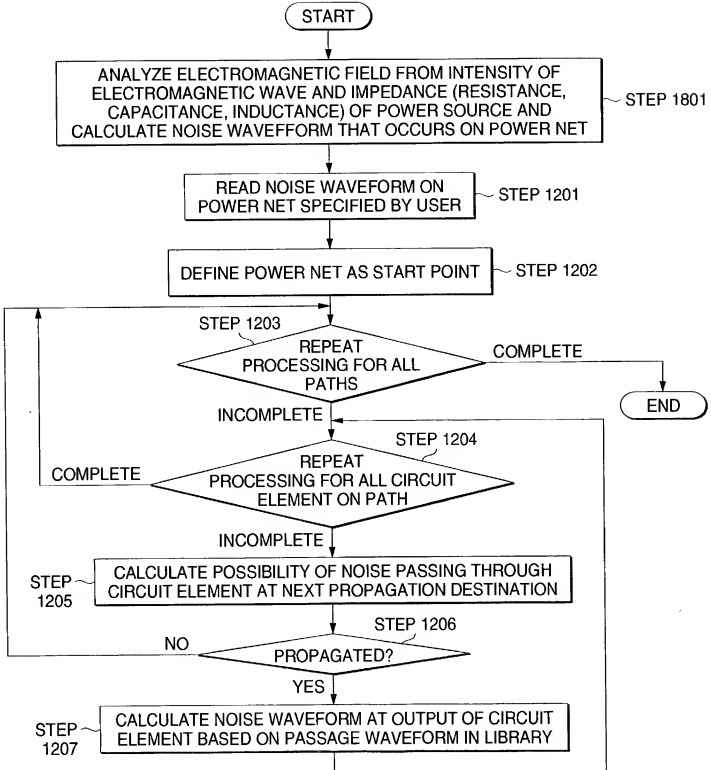 START
ANALYZE ELECTROMAGNETIC FIELD FROM INTENSITY OF
ELECTROMAGNETIC WAVE AND IMPEDANCE (RESISTANCE,
CAPACITANCE, INDUCTANCE) OF POWER SOURCE AND
CALCULATE NOISE WAVEFFORM THAT OCCURS ON POWER NET
STEP 1801
READ NOISE WAVEFORM ON
POWER NET SPECIFIED BY USER
STEP 1201
DEFINE POWER NET AS START POINT
STEP 1202
STEP 1203
REPEAT
PROCESSING FOR ALL
PATHS
COMPLETE
END
INCOMPLETE
STEP 1204
REPEAT
PROCESSING FOR ALL CIRCUIT
ELEMENT ON PATH
COMPLETE
INCOMPLETE
STEP
1205
CALCULATE POSSIBILITY OF NOISE PASSING THROUGH
CIRCUIT ELEMENT AT NEXT PROPAGATION DESTINATION
STEP 1206
NO
PROPAGATED?
YES
STEP
1207
CALCULATE NOISE WAVEFORM AT OUTPUT OF CIRCUIT
ELEMENT BASED ON PASSAGE WAVEFORM IN LIBRARY